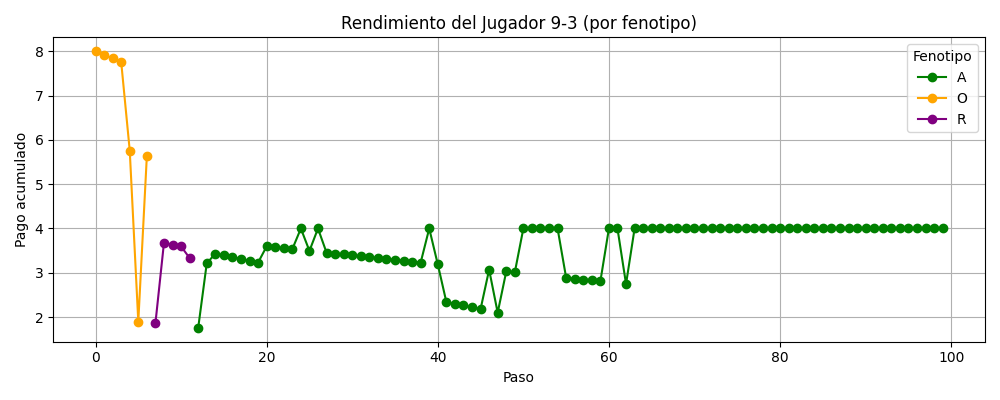 Rendimiento del Jugador 9-3 (por fenotipo)
Pago acumulado
8
7
6
5
4
3
2
Fenotipo
A
O
R
0 20 40 60 80 100
Paso